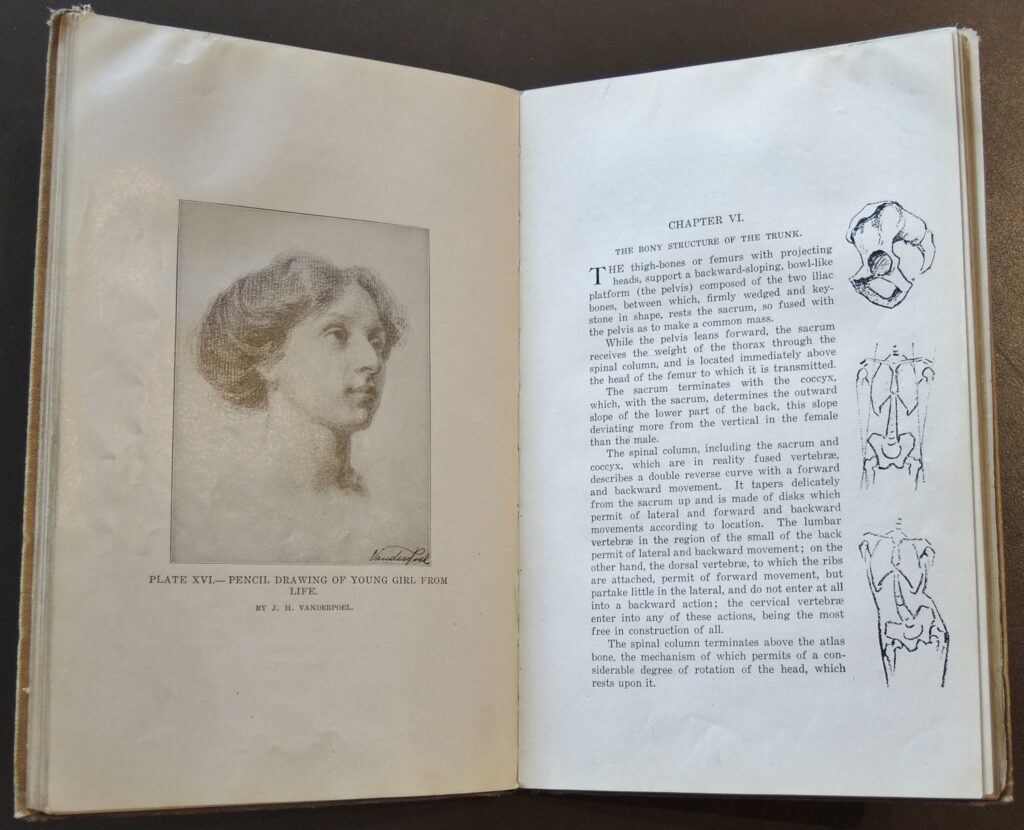 Vanderpoel
PLATE XVI.— PENCIL DRAWING OF YOUNG GIRL FROM
LIFE.
BY J. H. VANDERPOEL.
CHAPTER VI.
THE BONY STRUCTURE OF THE TRUNK.
THE thigh-bones or femurs with projecting
heads, support a backward-sloping, bowl-like
platform (the pelvis) composed of the two iliac
bones, between which, firmly wedged and key-
stone in shape, rests the sacrum, so fused with
the pelvis as to make a common mass.
While the pelvis leans forward, the sacrum
receives the weight of the thorax through the
spinal column, and is located immediately above
the head of the femur to which it is transmitted.
The sacrum terminates with the coccyx,
which, with the sacrum, determines the outward
slope of the lower part of the back, this slope
deviating more from the vertical in the female
than the male.
The spinal column, including the sacrum and
coccyx, which are in reality fused vertebræ,
describes a double reverse curve with a forward
and backward movement. It tapers delicately
from the sacrum up and is made of disks which
permit of lateral and forward and backward
movements according to location. The lumbar
vertebræ in the region of the small of the back
permit of lateral and backward movement; on the
other hand, the dorsal vertebræ, to which the ribs
are attached, permit of forward movement, but
partake little in the lateral, and do not enter at all
into a backward action; the cervical vertebræ
enter into any of these actions, being the most
free in construction of all.
The spinal column terminates above the atlas
bone, the mechanism of which permits of a con-
siderable degree of rotation of the head, which
rests upon it.